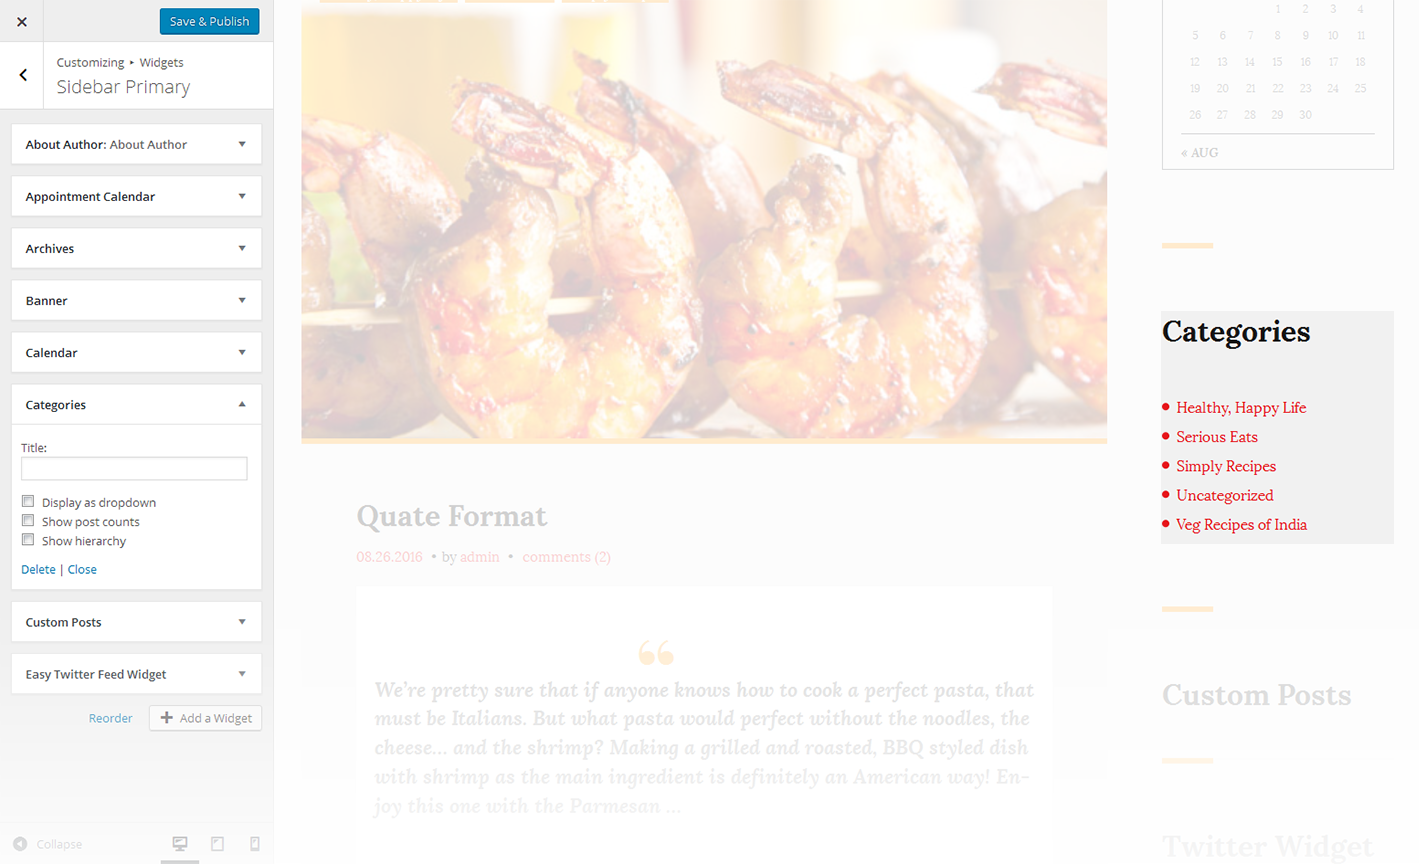 Save & Publish
Customizing ▸ Widgets
Sidebar Primary
About Author: About Author
Appointment Calendar
Archives
Banner
Calendar
Categories
Title:
Display as dropdown
Show post counts
Show hierarchy
Delete | Close
Custom Posts
Easy Twitter Feed Widget
Reorder
Add a Widget
Collapse
Quate Format
08.26.2016 • by admin • comments (2)
We’re pretty sure that if anyone knows how to cook a perfect pasta, that
must be Italians. But what pasta would perfect without the noodles, the
cheese… and the shrimp? Making a grilled and roasted, BBQ styled dish
with shrimp as the main ingredient is definitely an American way! En-
joy this one with the Parmesan …
1 2 3 4
5 6 7 8 9 10 11
12 13 14 15 16 17 18
19 20 21 22 23 24 25
26 27 28 29 30
« AUG
Categories
Healthy, Happy Life
Serious Eats
Simply Recipes
Uncategorized
Veg Recipes of India
Custom Posts
Twitter Widget